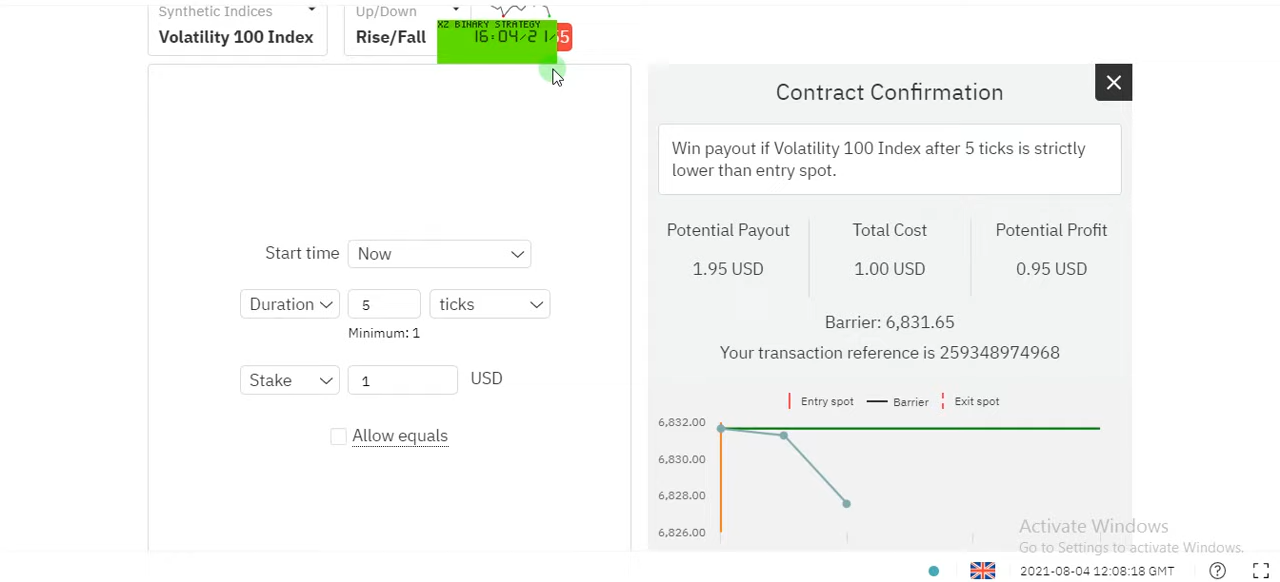 Synthetic Indices
Volatility 100 Index
Up/Down
Rise/Fall
XZ BINARY STRATEGY
16:04/21/
65
Contract Confirmation
Win payout if Volatility 100 Index after 5 ticks is strictly
lower than entry spot.
Potential Payout
1.95 USD
Total Cost
1.00 USD
Potential Profit
0.95 USD
Barrier: 6,831.65
Your transaction reference is 259348974968
Entry spot
Barrier
Exit spot
6,832.00
6,830.00
6,828.00
6,826.00
Start time
Now
Duration
5
ticks
Minimum: 1
Stake
1
USD
Allow equals
Activate Windows
Go to Settings to activate Windows.
2021-08-04 12:08:18 GMT